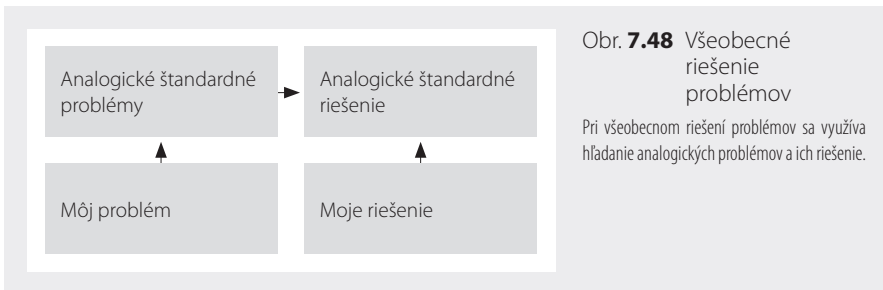 Analogické štandardné
problémy
Analogické štandardné
riešenie
Môj problém
Moje riešenie
Obr. 7.48 Všeobecné
riešenie
problémov
Pri všeobecnom riešení problémov sa využíva
hľadanie analogických problémov a ich riešenie.